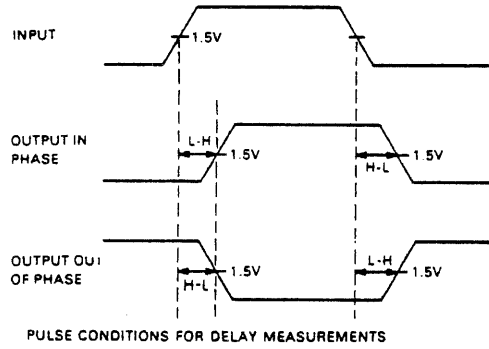 INPUT
1.5V
OUTPUT IN
PHASE
L-H
1.5V
H-L
1.5V
OUTPUT OUT
OF PHASE
H-L
1.5V
L-H
1.5V
PULSE CONDITIONS FOR DELAY MEASUREMENTS